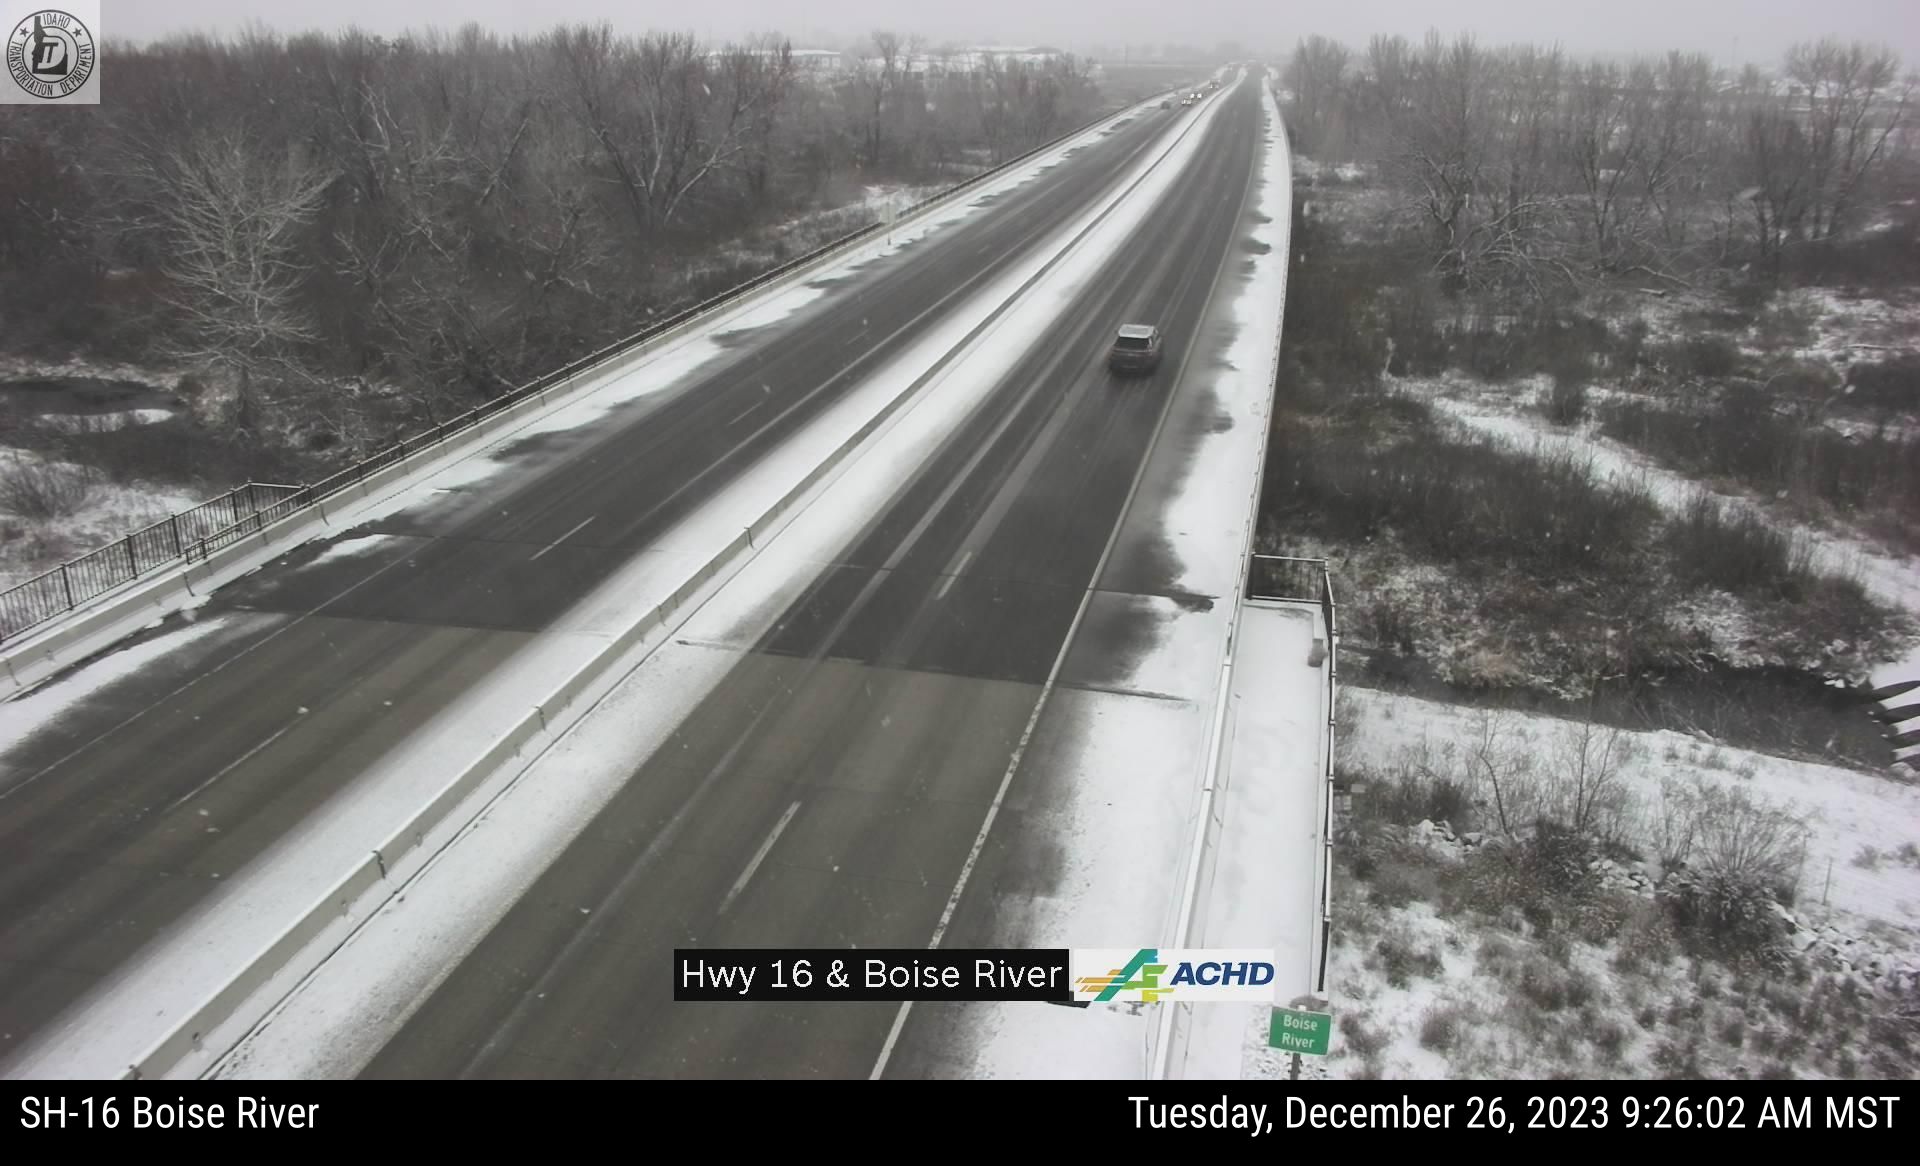 IDAHO
TRANSPORTATION DEPARTMENT
Hwy 16 & Boise River
ACHD
Boise
River
SH-16 Boise River
Tuesday, December 26, 2023 9:26:02 AM MST